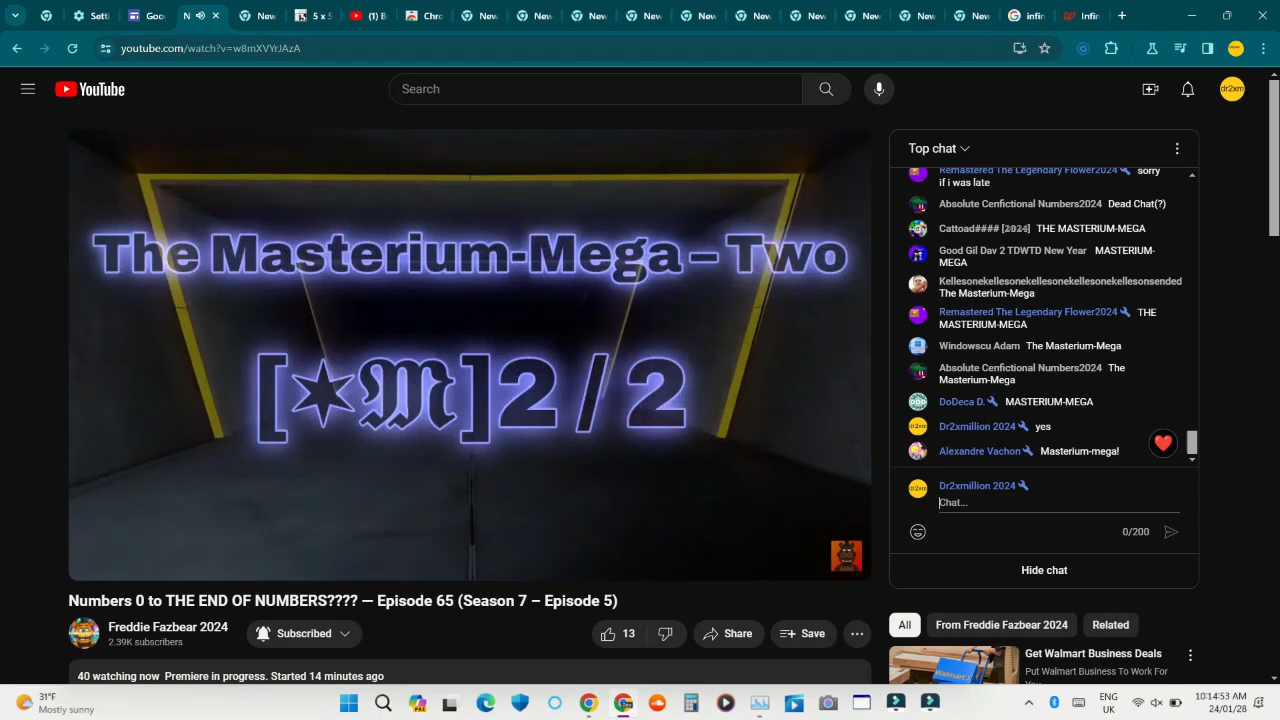 Setti
Goo
N
New
5 x 5
(1) B
Chro
New
New
New
New
New
New
New
New
New
New
infin
Infin
youtube.com/watch?v=w8mXVYrJAzA
YouTube
Search
dr2xm
The Masterium-Mega – Two
[✶𝕸]2 / 2
Top chat
Remastered The Legendary Flower2024 sorry
if i was late
Absolute Cenfictional Numbers2024 Dead Chat(?)
Cattoad#### [𝟚𝟘𝟚𝟜] THE MASTERIUM-MEGA
Good Gil Dav 2 TDWTD New Year MASTERIUM-
MEGA
Kellesonekellesonekellesonekellesonekellesonsended
The Masterium-Mega
Remastered The Legendary Flower2024 THE
MASTERIUM-MEGA
Windowscu Adam The Masterium-Mega
Absolute Cenfictional Numbers2024 The
Masterium-Mega
DoDeca D. MASTERIUM-MEGA
Dr2xmillion 2024 yes
Alexandre Vachon Masterium-mega!
Dr2xmillion 2024
Chat...
0/200
Hide chat
Numbers 0 to THE END OF NUMBERS???? — Episode 65 (Season 7 – Episode 5)
Freddie Fazbear 2024
2.39K subscribers
Subscribed
13
Share
Save
40 watching now Premiere in progress. Started 14 minutes ago
All
From Freddie Fazbear 2024
Related
Get Walmart Business Deals
Put Walmart Business To Work For
31°F
Mostly sunny
ENG
UK
10:14:53 AM
24/01/28